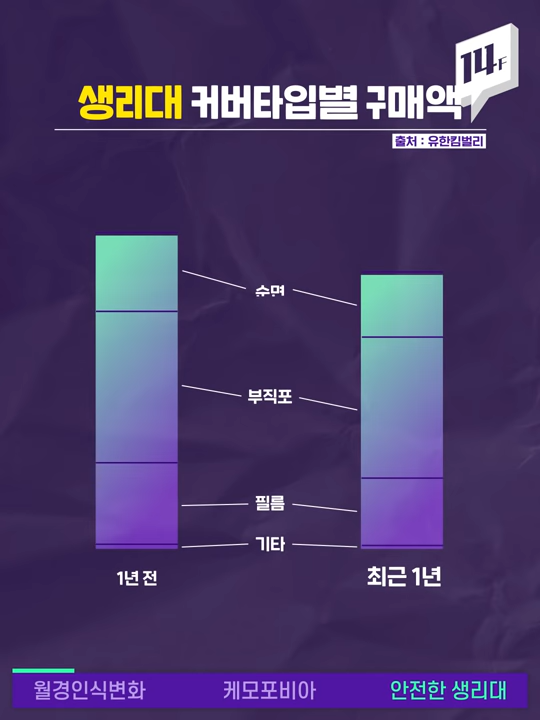 14F
생리대 커버타입별 구매액
출처 : 유한킴벌리
수면
부직포
필름
기타
1년 전
최근 1년
월경인식변화
케모포비아
안전한 생리대